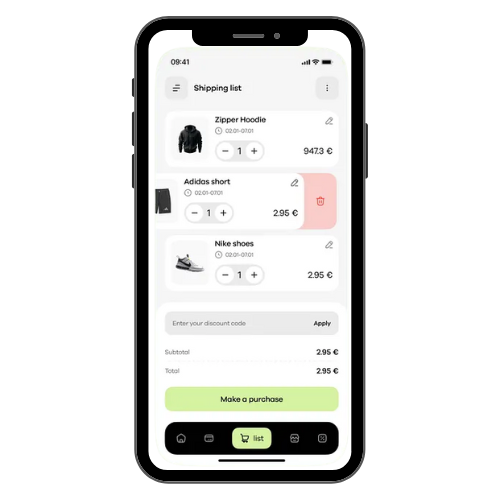 09:41
Shipping list
Zipper Hoodie
02.01-07.01
1
947.3 €
Adidas short
02.01-07.01
1
2.95 €
Nike shoes
02.01-07.01
1
2.95 €
Enter your discount code Apply
Subtotal 2.95 €
Total 2.95 €
Make a purchase
list